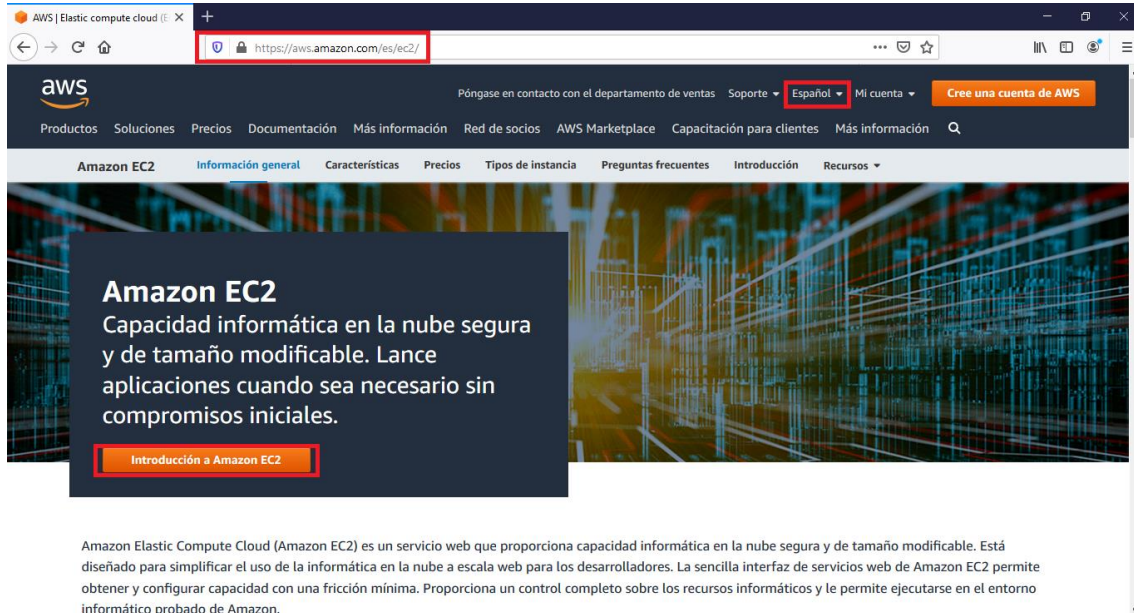 AWS | Elastic compute cloud (E
https://aws.amazon.com/es/ec2/
aws
Póngase en contacto con el departamento de ventas Soporte Español Mi cuenta Cree una cuenta de AWS
Productos Soluciones Precios Documentación Más información Red de socios AWS Marketplace Capacitación para clientes Más información
Amazon EC2 Información general Características Precios Tipos de instancia Preguntas frecuentes Introducción Recursos
Amazon EC2
Capacidad informática en la nube segura
y de tamaño modificable. Lance
aplicaciones cuando sea necesario sin
compromisos iniciales.
Introducción a Amazon EC2
Amazon Elastic Compute Cloud (Amazon EC2) es un servicio web que proporciona capacidad informática en la nube segura y de tamaño modificable. Está
diseñado para simplificar el uso de la informática en la nube a escala web para los desarrolladores. La sencilla interfaz de servicios web de Amazon EC2 permite
obtener y configurar capacidad con una fricción mínima. Proporciona un control completo sobre los recursos informáticos y le permite ejecutarse en el entorno
informático probado de Amazon.